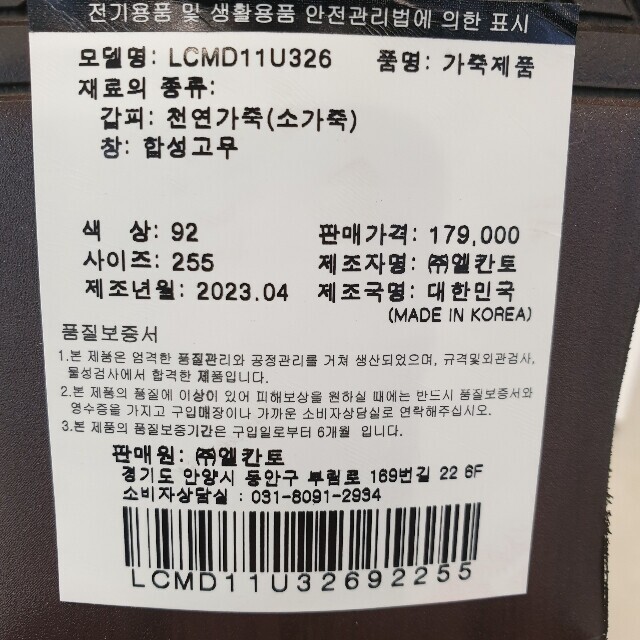 전기용품 및 생활용품 안전관리법에 의한 표시
모델명: LCMD11U326 품명: 가죽제품
재료의 종류:
갑피: 천연가죽(소가죽)
창: 합성고무
색 상: 92 판매가격: 179,000
사이즈: 255 제조자명: ㈜엘칸토
제조년월: 2023.04 제조국명: 대한민국
(MADE IN KOREA)
품질보증서
1.본 제품은 엄격한 품질관리와 공정관리를 거쳐 생산되었으며, 규격및외관검사,
물성검사에서 합격한 제품입니다.
2.본 제품의 품질에 이상이 있어 피해보상을 원하실 때에는 반드시 품질보증서와
영수증을 가지고 구입매장이나 가까운 소비자상담실로 연락해주십시오.
3.본 제품의 품질보증기간은 구입일로부터 6개월 입니다.
판매원: ㈜엘칸토
경기도 안양시 동안구 부림로 169번길 22 6F
소비자상담실 : 031-8091-2934
LCMD11U32692255